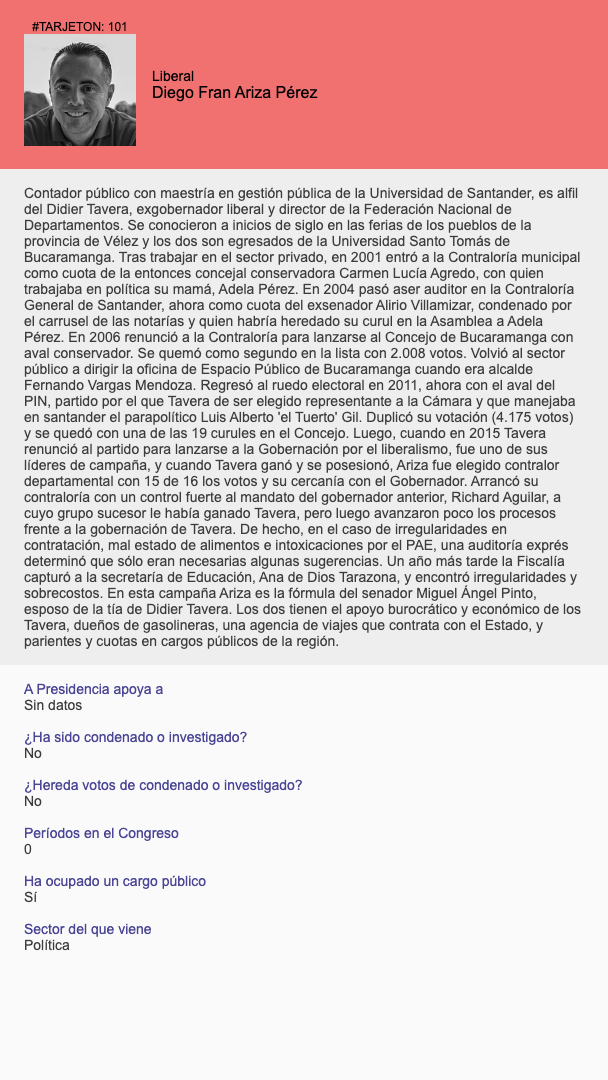 #TARJETON: 101
Liberal
Diego Fran Ariza Pérez
Contador público con maestría en gestión pública de la Universidad de Santander, es alfil
del Didier Tavera, exgobernador liberal y director de la Federación Nacional de
Departamentos. Se conocieron a inicios de siglo en las ferias de los pueblos de la
provincia de Vélez y los dos son egresados de la Universidad Santo Tomás de
Bucaramanga. Tras trabajar en el sector privado, en 2001 entró a la Contraloría municipal
como cuota de la entonces concejal conservadora Carmen Lucía Agredo, con quien
trabajaba en política su mamá, Adela Pérez. En 2004 pasó aser auditor en la Contraloría
General de Santander, ahora como cuota del exsenador Alirio Villamizar, condenado por
el carrusel de las notarías y quien habría heredado su curul en la Asamblea a Adela
Pérez. En 2006 renunció a la Contraloría para lanzarse al Concejo de Bucaramanga con
aval conservador. Se quemó como segundo en la lista con 2.008 votos. Volvió al sector
público a dirigir la oficina de Espacio Público de Bucaramanga cuando era alcalde
Fernando Vargas Mendoza. Regresó al ruedo electoral en 2011, ahora con el aval del
PIN, partido por el que Tavera de ser elegido representante a la Cámara y que manejaba
en santander el parapolítico Luis Alberto 'el Tuerto' Gil. Duplicó su votación (4.175 votos)
y se quedó con una de las 19 curules en el Concejo. Luego, cuando en 2015 Tavera
renunció al partido para lanzarse a la Gobernación por el liberalismo, fue uno de sus
líderes de campaña, y cuando Tavera ganó y se posesionó, Ariza fue elegido contralor
departamental con 15 de 16 los votos y su cercanía con el Gobernador. Arrancó su
contraloría con un control fuerte al mandato del gobernador anterior, Richard Aguilar, a
cuyo grupo sucesor le había ganado Tavera, pero luego avanzaron poco los procesos
frente a la gobernación de Tavera. De hecho, en el caso de irregularidades en
contratación, mal estado de alimentos e intoxicaciones por el PAE, una auditoría exprés
determinó que sólo eran necesarias algunas sugerencias. Un año más tarde la Fiscalía
capturó a la secretaría de Educación, Ana de Dios Tarazona, y encontró irregularidades y
sobrecostos. En esta campaña Ariza es la fórmula del senador Miguel Ángel Pinto,
esposo de la tía de Didier Tavera. Los dos tienen el apoyo burocrático y económico de los
Tavera, dueños de gasolineras, una agencia de viajes que contrata con el Estado, y
parientes y cuotas en cargos públicos de la región.
A Presidencia apoya a
Sin datos
¿Ha sido condenado o investigado?
No
¿Hereda votos de condenado o investigado?
No
Períodos en el Congreso
0
Ha ocupado un cargo público
Sí
Sector del que viene
Política